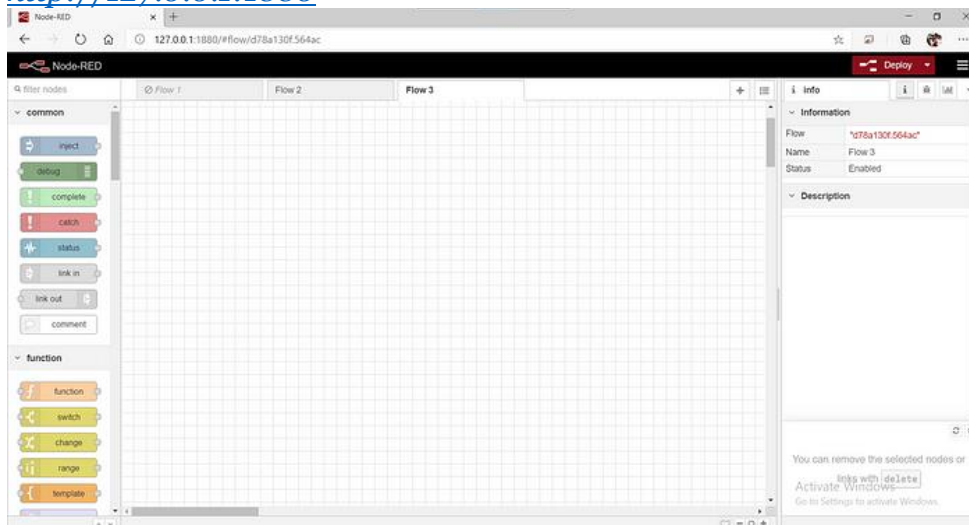 Node-RED
127.0.0.1:1880/#flow/d78a130f.564ac
Node-RED
Deploy
filter nodes
Flow 1
Flow 2
Flow 3
info
common
inject
debug
complete
catch
status
link in
link out
comment
function
function
switch
change
range
template
Information
Flow "d78a130f.564ac"
Name Flow 3
Status Enabled
Description
You can remove the selected nodes or
links with delete
Activate Windows
Go to Settings to activate Windows.